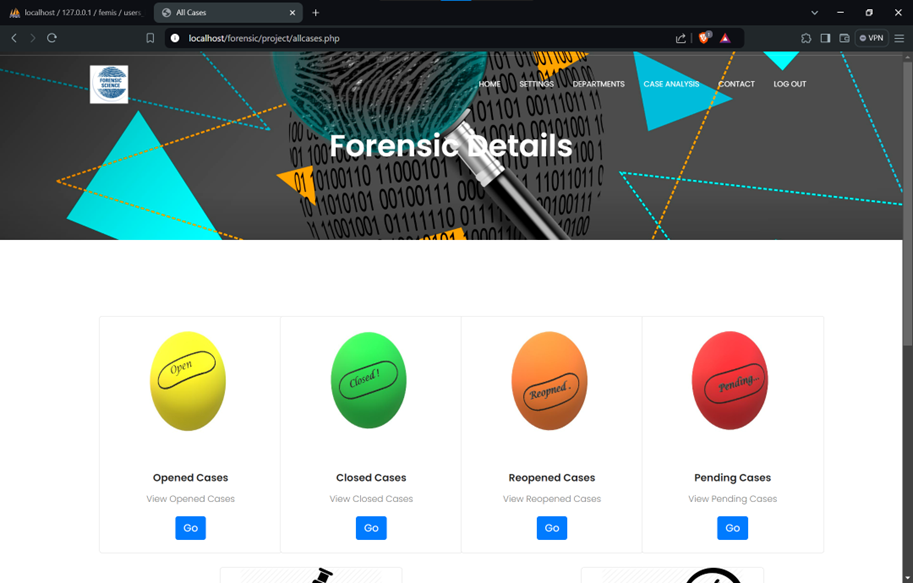 localhost / 127.0.0.1 / femis / users
All Cases
localhost/forensic/project/allcases.php
VPN
FORENSIC
SCIENCE
HOME
SETTINGS
DEPARTMENTS
CASE ANALYSIS
CONTACT
LOG OUT
Forensic Details
Open
Closed !
Reopned .
Pending...
Opened Cases
Closed Cases
Reopened Cases
Pending Cases
View Opened Cases
View Closed Cases
View Reopened Cases
View Pending Cases
Go
Go
Go
Go